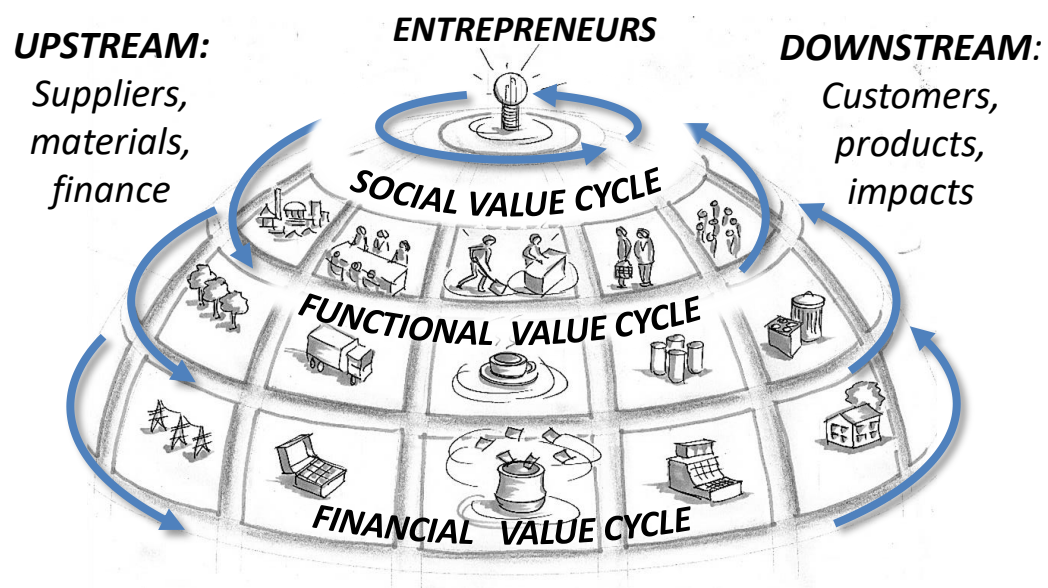 UPSTREAM:
Suppliers,
materials,
finance
ENTREPRENEURS
DOWNSTREAM:
Customers,
products,
impacts
SOCIAL VALUE CYCLE
FUNCTIONAL VALUE CYCLE
FINANCIAL VALUE CYCLE